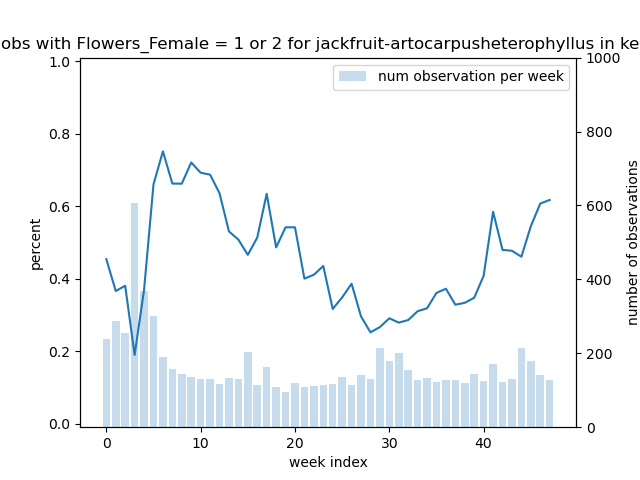 obs with Flowers_Female = 1 or 2 for jackfruit-artocarpusheterophyllus in ke
num observation per week
1.0
0.8
0.6
0.4
0.2
0.0
percent
1000
800
600
400
200
0
number of observations
0 10 20 30 40
week index